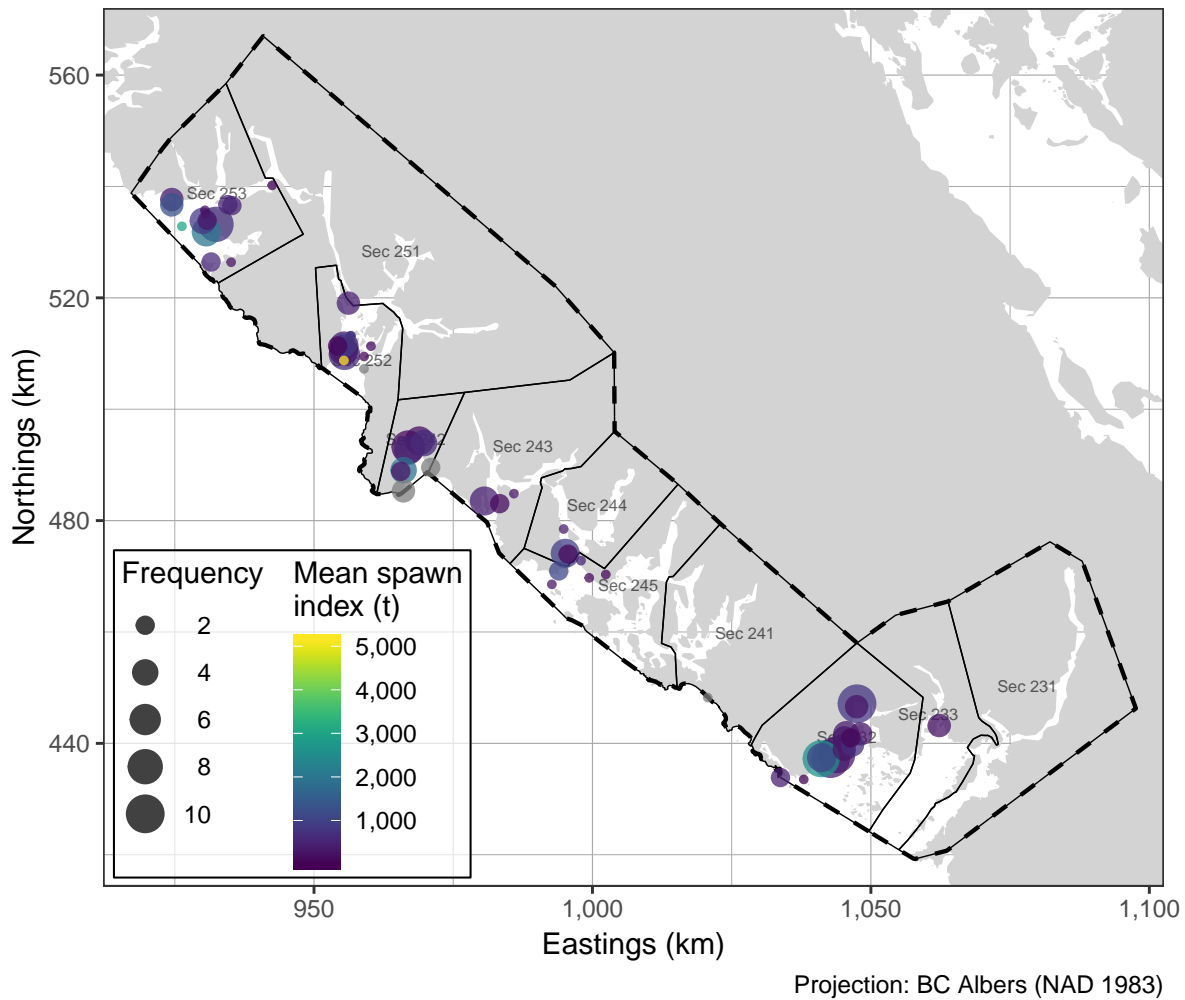 560
520
480
440
Northings (km)
Sec 253
Sec 251
252
Sec 243
Sec 244
Sec 245
Sec 241
Sec 231
Sec 233
Frequency
2
4
6
8
10
Mean spawn
index (t)
5,000
4,000
3,000
2,000
1,000
950
1,000
1,050
1,100
Eastings (km)
Projection: BC Albers (NAD 1983)